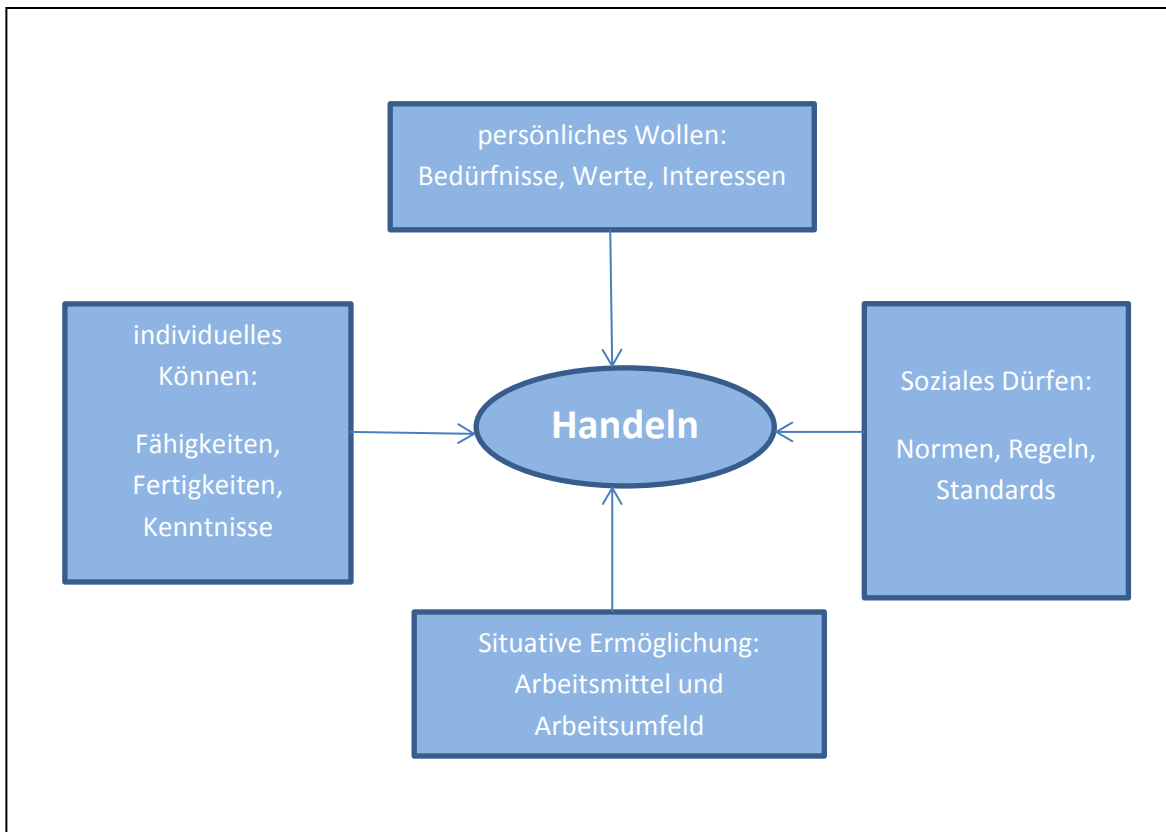 persönliches Wollen:
Bedürfnisse, Werte, Interessen
individuelles
Können:
Fähigkeiten,
Fertigkeiten,
Kenntnisse
Handeln
Soziales Dürfen:
Normen, Regeln,
Standards
Situative Ermöglichung:
Arbeitsmittel und
Arbeitsumfeld